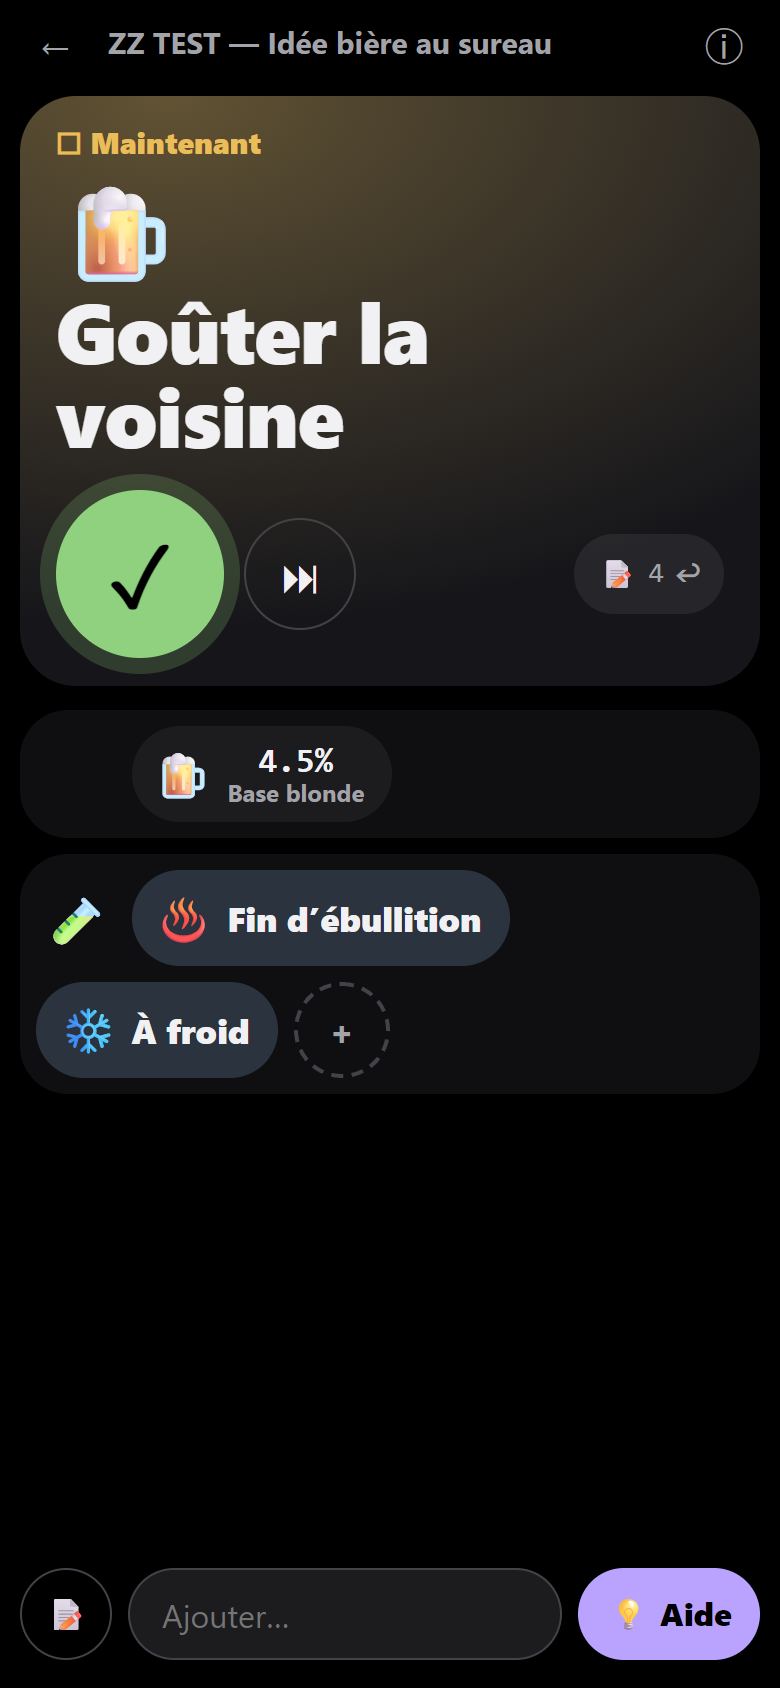 ← ZZ TEST — Idée bière au sureau ⓘ
☐ Maintenant
Goûter la
voisine
✓ ⏭ 📝 4 ↩
4.5%
Base blonde
Fin d´ébullition
À froid +
Ajouter… Aide